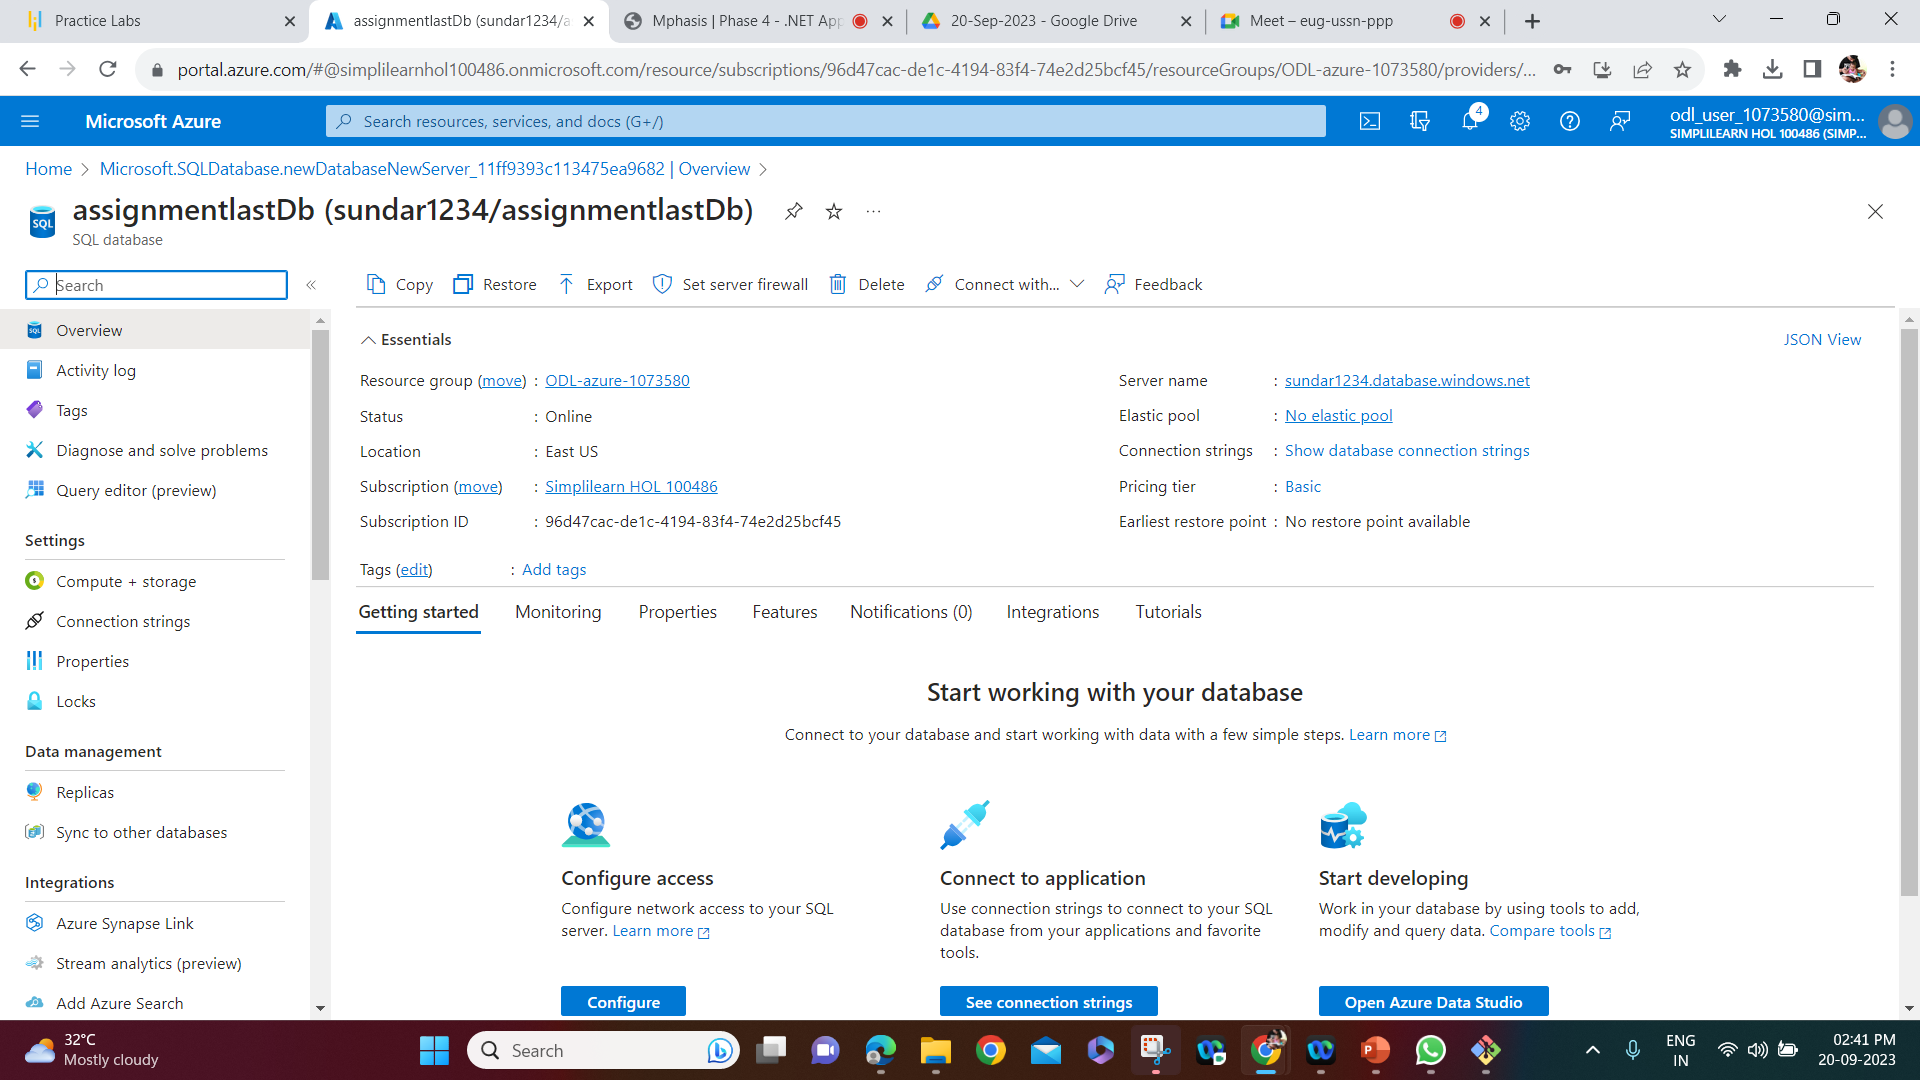 Practice Labs
assignmentlastDb (sundar1234/a
Mphasis | Phase 4 - .NET App
20-Sep-2023 - Google Drive
Meet – eug-ussn-ppp
portal.azure.com/#@simplilearnhol100486.onmicrosoft.com/resource/subscriptions/96d47cac-de1c-4194-83f4-74e2d25bcf45/resourceGroups/ODL-azure-1073580/providers/...
Microsoft Azure
Search resources, services, and docs (G+/)
4
odl_user_1073580@sim...
SIMPLILEARN HOL 100486 (SIMP...
Home > Microsoft.SQLDatabase.newDatabaseNewServer_11ff9393c113475ea9682 | Overview >
SQL
assignmentlastDb (sundar1234/assignmentlastDb)
SQL database
Search
Copy
Restore
Export
Set server firewall
Delete
Connect with...
Feedback
Overview
Activity log
Tags
Diagnose and solve problems
Query editor (preview)
Settings
Compute + storage
Connection strings
Properties
Locks
Data management
Replicas
Sync to other databases
Integrations
Azure Synapse Link
Stream analytics (preview)
Add Azure Search
Essentials
JSON View
Resource group (move) : ODL-azure-1073580
Status : Online
Location : East US
Subscription (move) : Simplilearn HOL 100486
Subscription ID : 96d47cac-de1c-4194-83f4-74e2d25bcf45
Server name : sundar1234.database.windows.net
Elastic pool : No elastic pool
Connection strings : Show database connection strings
Pricing tier : Basic
Earliest restore point : No restore point available
Tags (edit) : Add tags
Getting started
Monitoring
Properties
Features
Notifications (0)
Integrations
Tutorials
Start working with your database
Connect to your database and start working with data with a few simple steps. Learn more
Configure access
Configure network access to your SQL
server. Learn more
Configure
Connect to application
Use connection strings to connect to your SQL
database from your applications and favorite
tools.
See connection strings
Start developing
Work in your database by using tools to add,
modify and query data. Compare tools
Open Azure Data Studio
32°C
Mostly cloudy
Search
ENG
IN
02:41 PM
20-09-2023